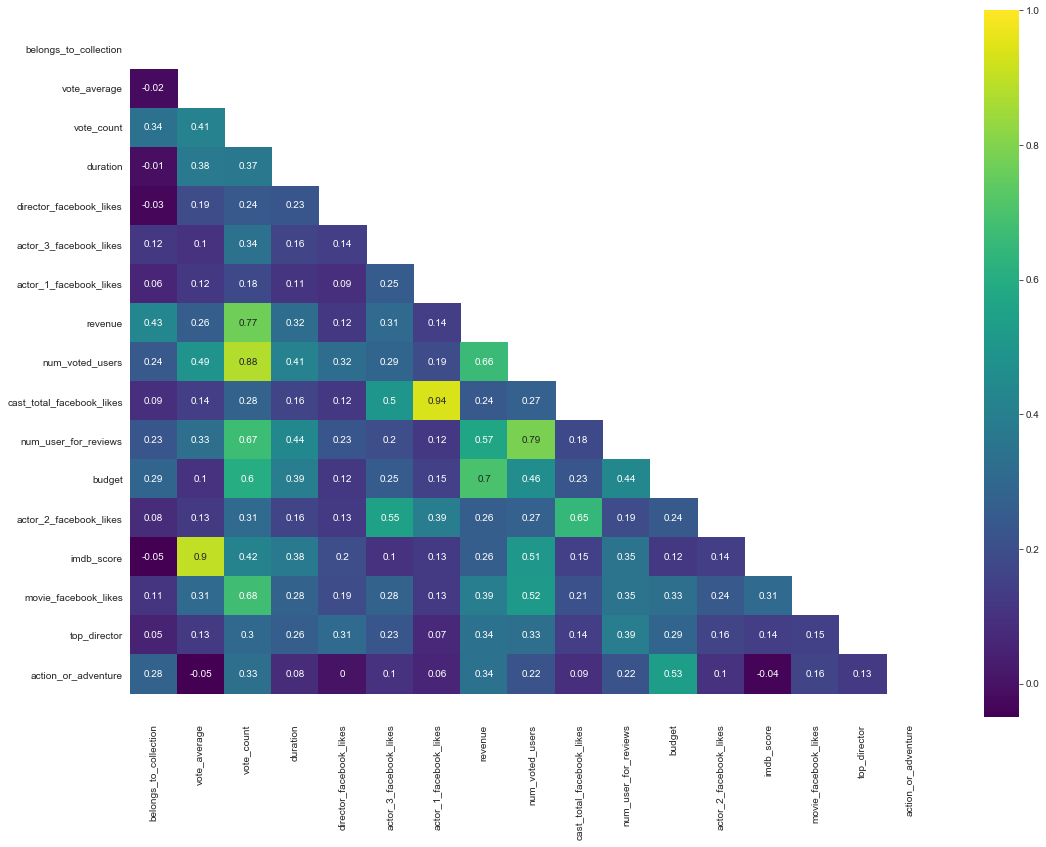 1.0
belongs_to_collection
vote_average -0.02
vote_count 0.34 0.41
0.8
duration -0.01 0.38 0.37
director_facebook_likes -0.03 0.19 0.24 0.23
actor_3_facebook_likes 0.12 0.1 0.34 0.16 0.14
0.6
actor_1_facebook_likes 0.06 0.12 0.18 0.11 0.09 0.25
revenue 0.43 0.26 0.77 0.32 0.12 0.31 0.14
num_voted_users 0.24 0.49 0.88 0.41 0.32 0.29 0.19 0.66
cast_total_facebook_likes 0.09 0.14 0.28 0.16 0.12 0.5 0.94 0.24 0.27
0.4
num_user_for_reviews 0.23 0.33 0.67 0.44 0.23 0.2 0.12 0.57 0.79 0.18
budget 0.29 0.1 0.6 0.39 0.12 0.25 0.15 0.7 0.46 0.23 0.44
actor_2_facebook_likes 0.08 0.13 0.31 0.16 0.13 0.55 0.39 0.26 0.27 0.65 0.19 0.24
0.2
imdb_score -0.05 0.9 0.42 0.38 0.2 0.1 0.13 0.26 0.51 0.15 0.35 0.12 0.14
movie_facebook_likes 0.11 0.31 0.68 0.28 0.19 0.28 0.13 0.39 0.52 0.21 0.35 0.33 0.24 0.31
top_director 0.05 0.13 0.3 0.26 0.31 0.23 0.07 0.34 0.33 0.14 0.39 0.29 0.16 0.14 0.15
action_or_adventure 0.28 -0.05 0.33 0.08 0 0.1 0.06 0.34 0.22 0.09 0.22 0.53 0.1 -0.04 0.16 0.13
0.0
belongs_to_collection
vote_average
vote_count
duration
director_facebook_likes
actor_3_facebook_likes
actor_1_facebook_likes
revenue
num_voted_users
cast_total_facebook_likes
num_user_for_reviews
budget
actor_2_facebook_likes
imdb_score
movie_facebook_likes
top_director
action_or_adventure